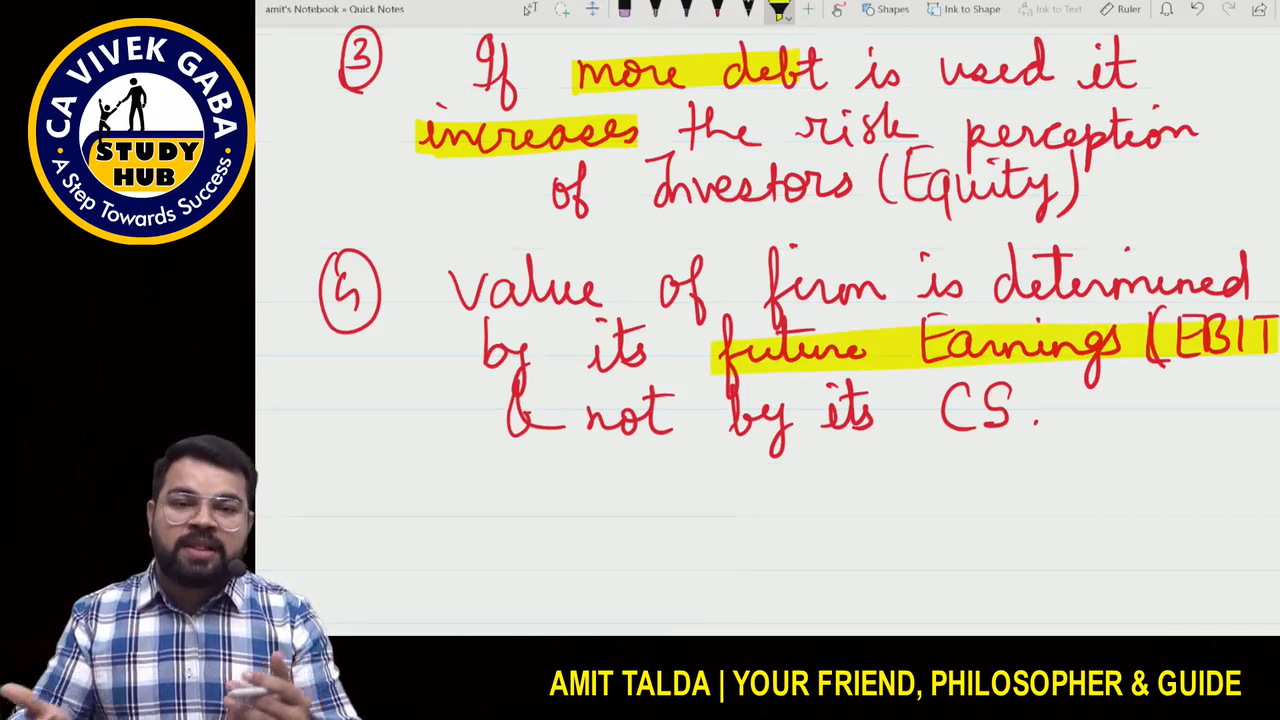 amit's Notebook » Quick Notes
Shapes
Ink to Shape
Ink to Text
Ruler
CA VIVEK GABA
STUDY
HUB
• A Step Towards Success •
3 If more debt is used it
increases the risk perception
of Investors (Equity)
4 Value of firm is determined
by its future Earnings (EBIT
& not by its CS.
AMIT TALDA | YOUR FRIEND, PHILOSOPHER & GUIDE